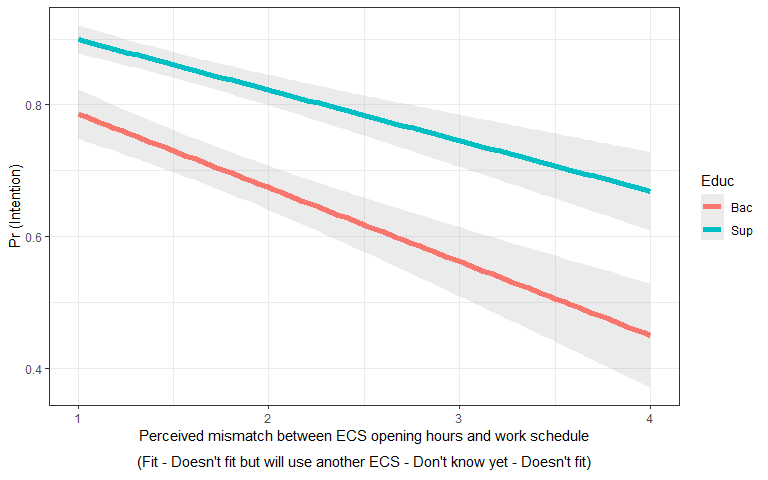 Pr (Intention)
0.8
0.6
0.4
1 2 3 4
Perceived mismatch between ECS opening hours and work schedule
(Fit - Doesn't fit but will use another ECS - Don't know yet - Doesn't fit)
Educ
Bac
Sup